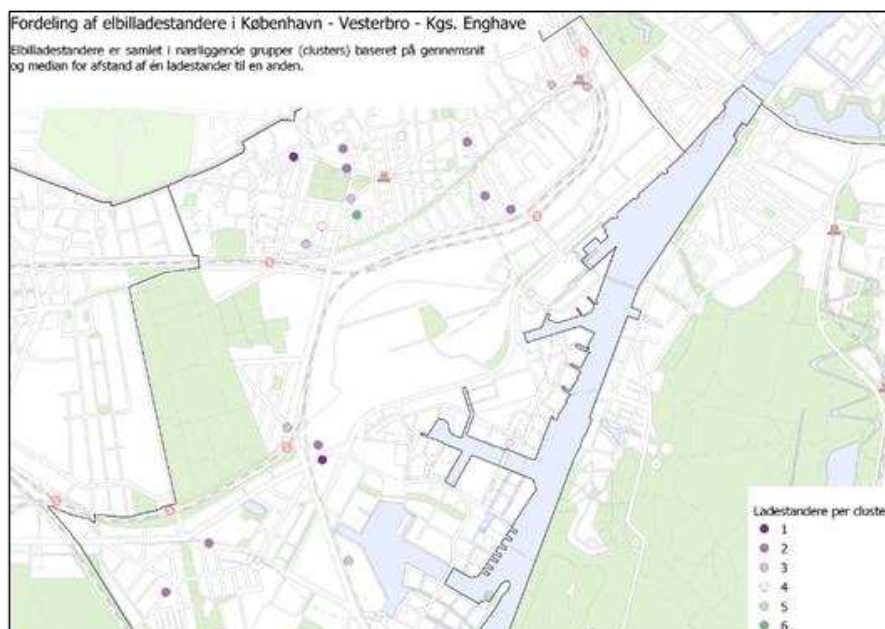 Fordeling af elbilladestandere i København - Vesterbro - Kgs. Enghave
Elbilladestandere er samlet i nærliggende grupper (clusters) baseret på gennemsnit
og median for afstand af én ladestander til en anden.
Ladestandere per cluster
1
2
3
4
5
6